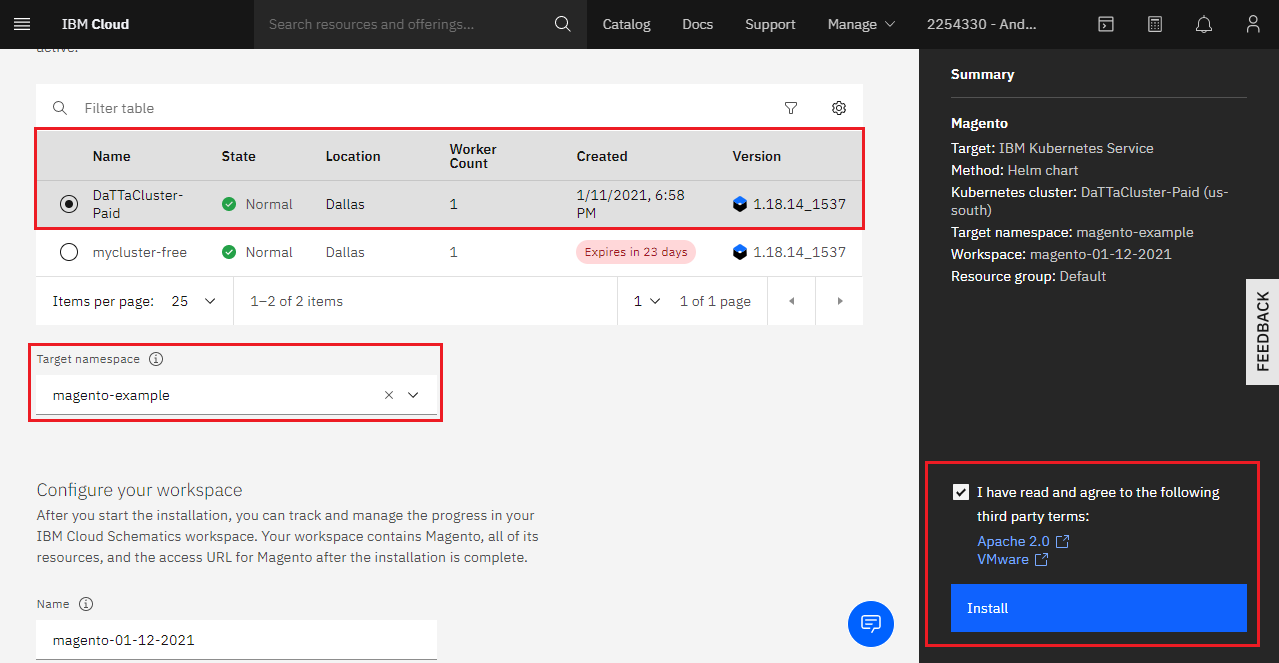 IBM Cloud
Search resources and offerings...
Catalog
Docs
Support
Manage
2254330 - And...
active.
Filter table
Name State Location Worker Count Created Version
DaTTaCluster-Paid Normal Dallas 1 1/11/2021, 6:58 PM 1.18.14_1537
mycluster-free Normal Dallas 1 Expires in 23 days 1.18.14_1537
Items per page: 25 1–2 of 2 items 1 1 of 1 page
Target namespace
magento-example
Configure your workspace
After you start the installation, you can track and manage the progress in your
IBM Cloud Schematics workspace. Your workspace contains Magento, all of its
resources, and the access URL for Magento after the installation is complete.
Name
magento-01-12-2021
Summary
Magento
Target: IBM Kubernetes Service
Method: Helm chart
Kubernetes cluster: DaTTaCluster-Paid (us-
south)
Target namespace: magento-example
Workspace: magento-01-12-2021
Resource group: Default
FEEDBACK
I have read and agree to the following
third party terms:
Apache 2.0
VMware
Install